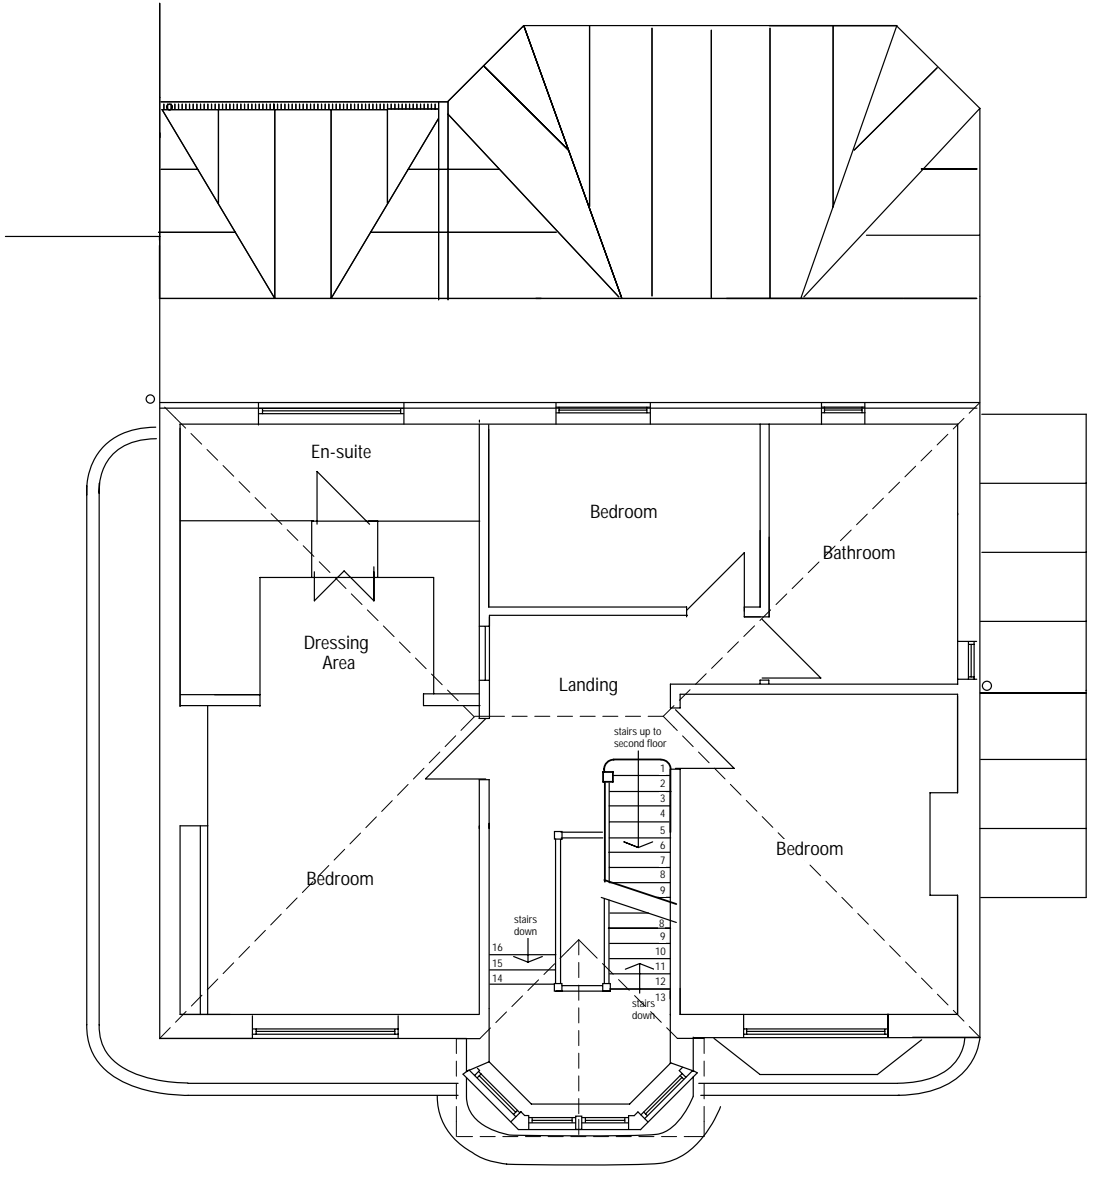 En-suite
Bedroom
Bathroom
Dressing
Area
Landing
stairs up to
second floor
1
2
3
4
5
6
7
8
9
Bedroom
Bedroom
stairs
down
16
15
14
8
9
10
11
12
13
stairs
down